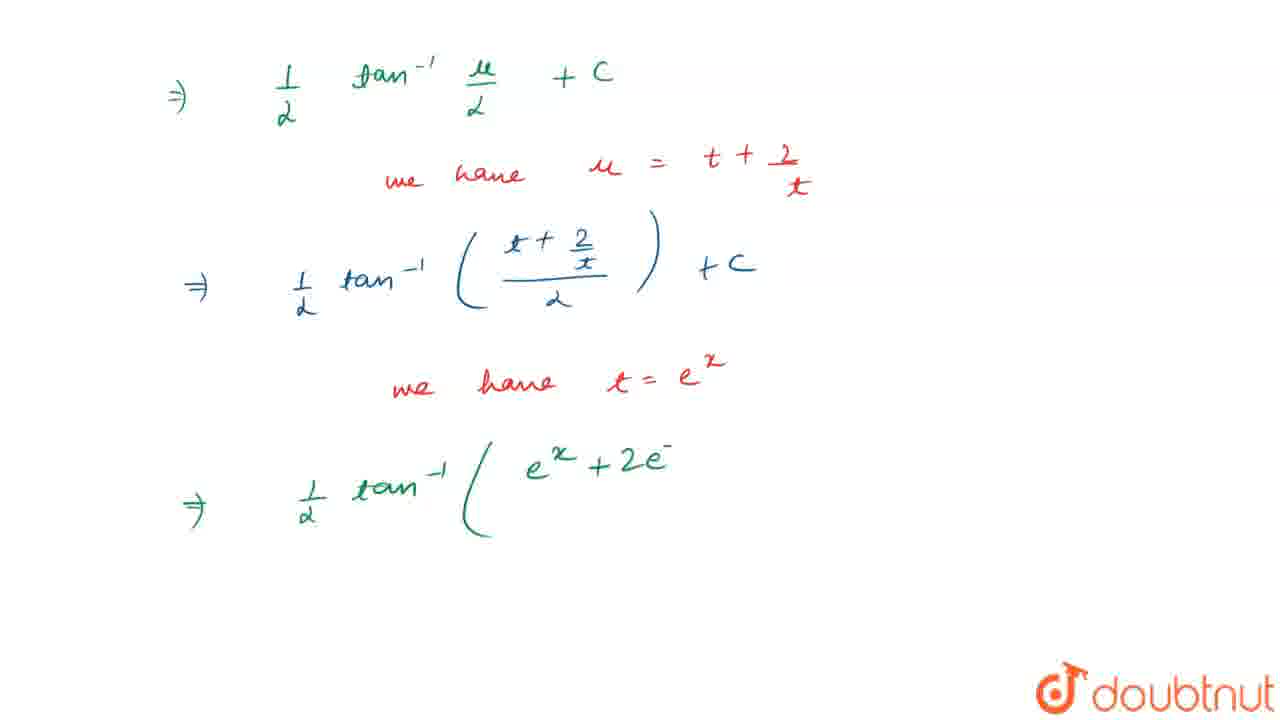 ⇒ 1/2 tan⁻¹ u/2 + C
we have u = t + 2/t
⇒ 1/2 tan⁻¹ ( (t + 2/t)/2 ) + C
we have t = eˣ
⇒ 1/2 tan⁻¹ ( eˣ + 2e⁻
doubtnut